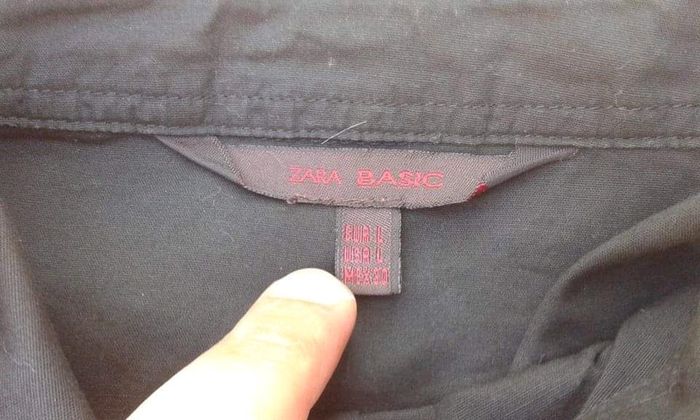 ZARA BASIC
EUR L
USA L
MEX 30